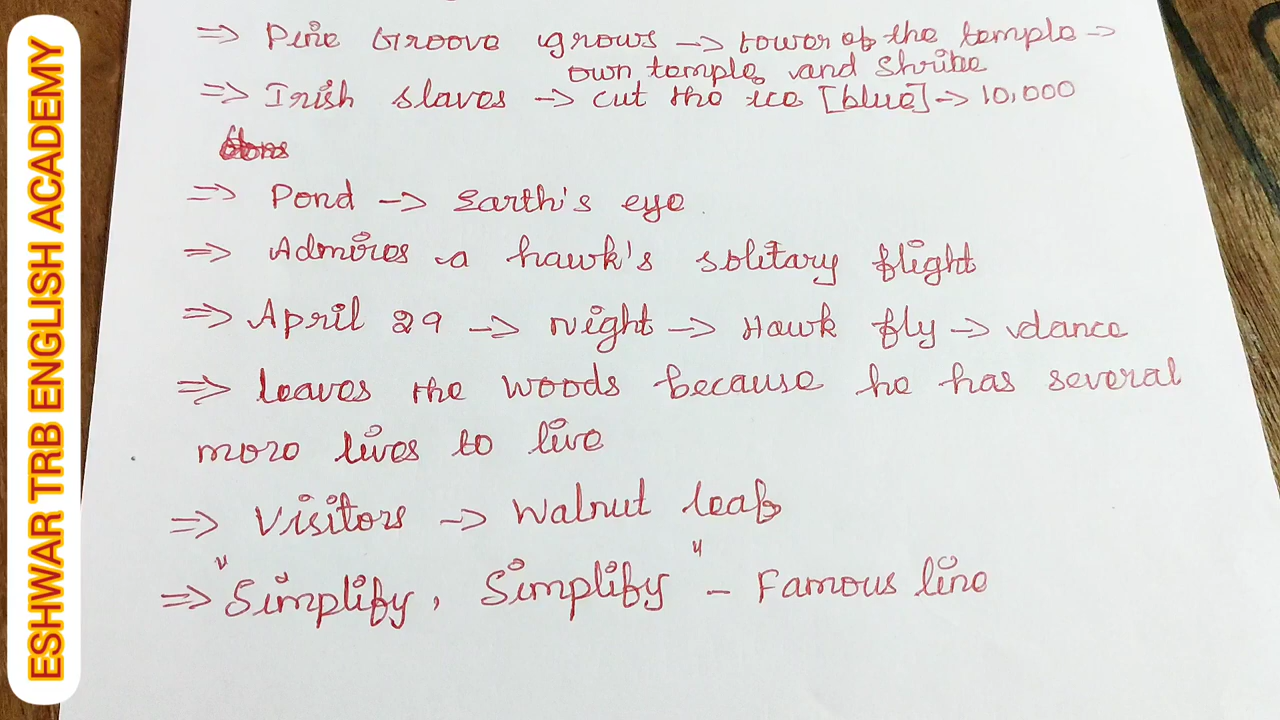 ESHWAR TRB ENGLISH ACADEMY
=> Pine Groove grows -> tower of the temple ->
own temple and Shribe
=> Irish slaves -> cut the ice [blue] -> 10,000
=> Pond -> Earth's eye
=> Admires a hawk's solitary flight
=> April 29 -> night -> Hawk fly -> dance
=> leaves the woods because he has several
more lives to live
=> Visitors -> Walnut leaf
=> "Simplify, Simplify" - Famous line